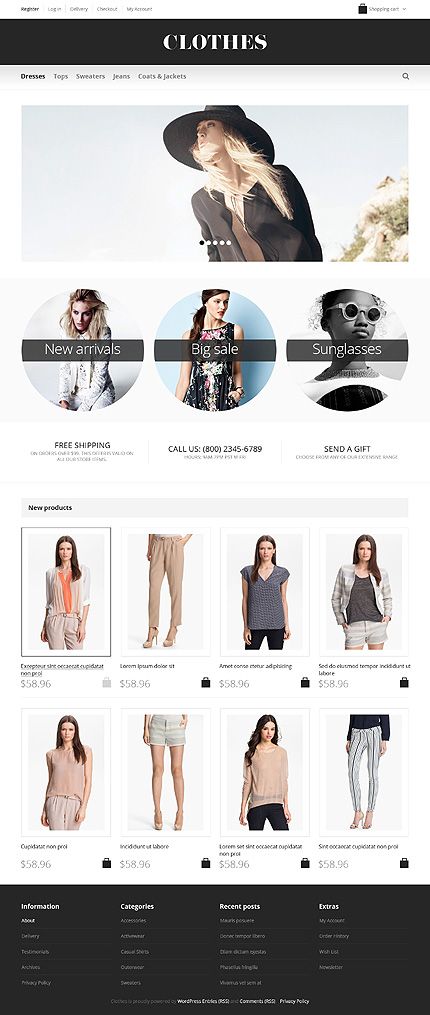 Register Log in Delivery Checkout My Account Shopping cart
CLOTHES
Dresses Tops Sweaters Jeans Coats & Jackets
New arrivals Big sale Sunglasses
FREE SHIPPING
ON ORDERS OVER $99. THIS OFFER IS VALID ON
ALL OUR STORE ITEMS.
CALL US: (800) 2345-6789
HOURS: 9AM-7PM PST M-FRI
SEND A GIFT
CHOOSE FROM ANY OF OUR EXTENSIVE RANGE
New products
Excepteur sint occaecat cupidatat
non proi
$58.96
Lorem ipsum dolor sit
$58.96
Amet conse ctetur adipisicing
$58.96
Sed do eiusmod tempor incididunt ut
labore
$58.96
Cupidatat non proi
$58.96
Incididunt ut labore
$58.96
Lorem set sint occaecat cupidatat
non proi
$58.96
Sint occaecat cupidatat non proi
$58.96
Information
About
Delivery
Testimonials
Archives
Privacy Policy
Categories
Accessories
Activewear
Casual Shirts
Outerwear
Sweaters
Recent posts
Mauris posuere
Donec tempor libero
Diam dictam egestas
Phasellus fringilla
Vivamus vel sem at
Extras
My Account
Order History
Wish List
Newsletter
Clothes is proudly powered by WordPress Entries (RSS) and Comments (RSS) Privacy Policy